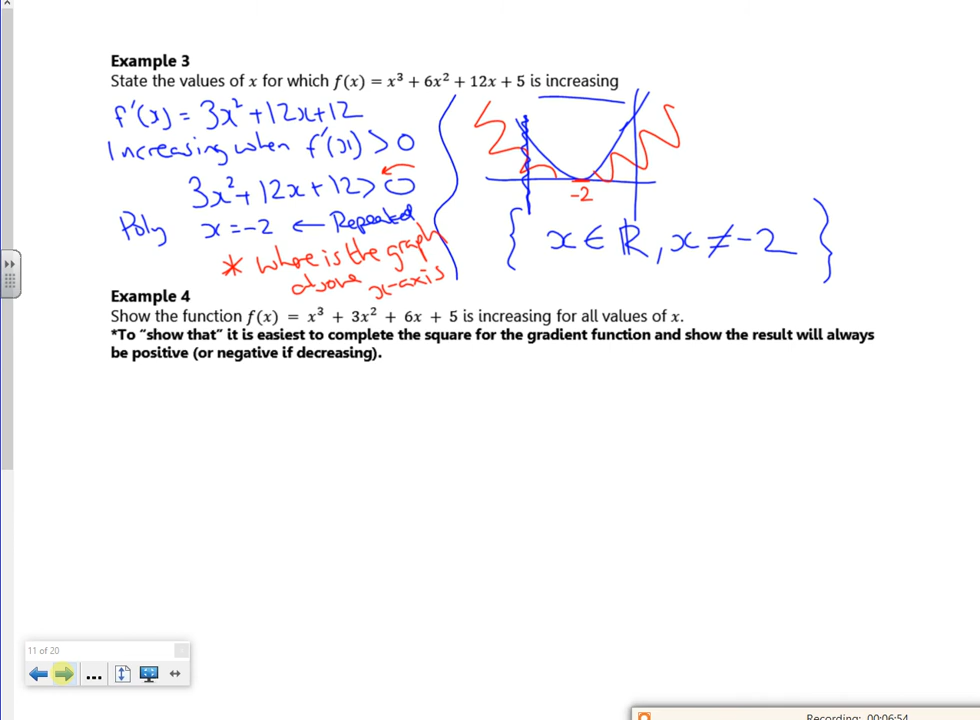 Example 3
State the values of x for which f(x) = x³ + 6x² + 12x + 5 is increasing
f'(x) = 3x² + 12x + 12
Increasing when f'(x) > 0
3x² + 12x + 12 > 0
Poly x = -2 ← Repeated
* where is the graph
above x-axis
-2
{ x ∈ ℝ, x ≠ -2 }
Example 4
Show the function f(x) = x³ + 3x² + 6x + 5 is increasing for all values of x.
*To "show that" it is easiest to complete the square for the gradient function and show the result will always
be positive (or negative if decreasing).
11 of 20
Recording: 00:06:54